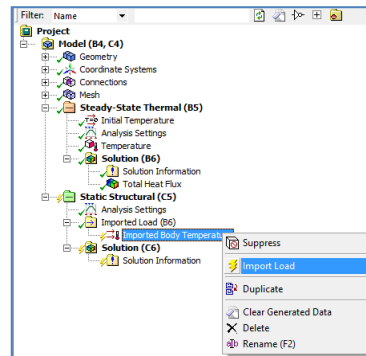 Filter: Name
Project
Model (B4, C4)
Geometry
Coordinate Systems
Connections
Mesh
Steady-State Thermal (B5)
Initial Temperature
Analysis Settings
Temperature
Solution (B6)
Solution Information
Total Heat Flux
Static Structural (C5)
Analysis Settings
Imported Load (B6)
Imported Body Temperature
Solution (C6)
Solution Information
Suppress
Import Load
Duplicate
Clear Generated Data
Delete
Rename (F2)